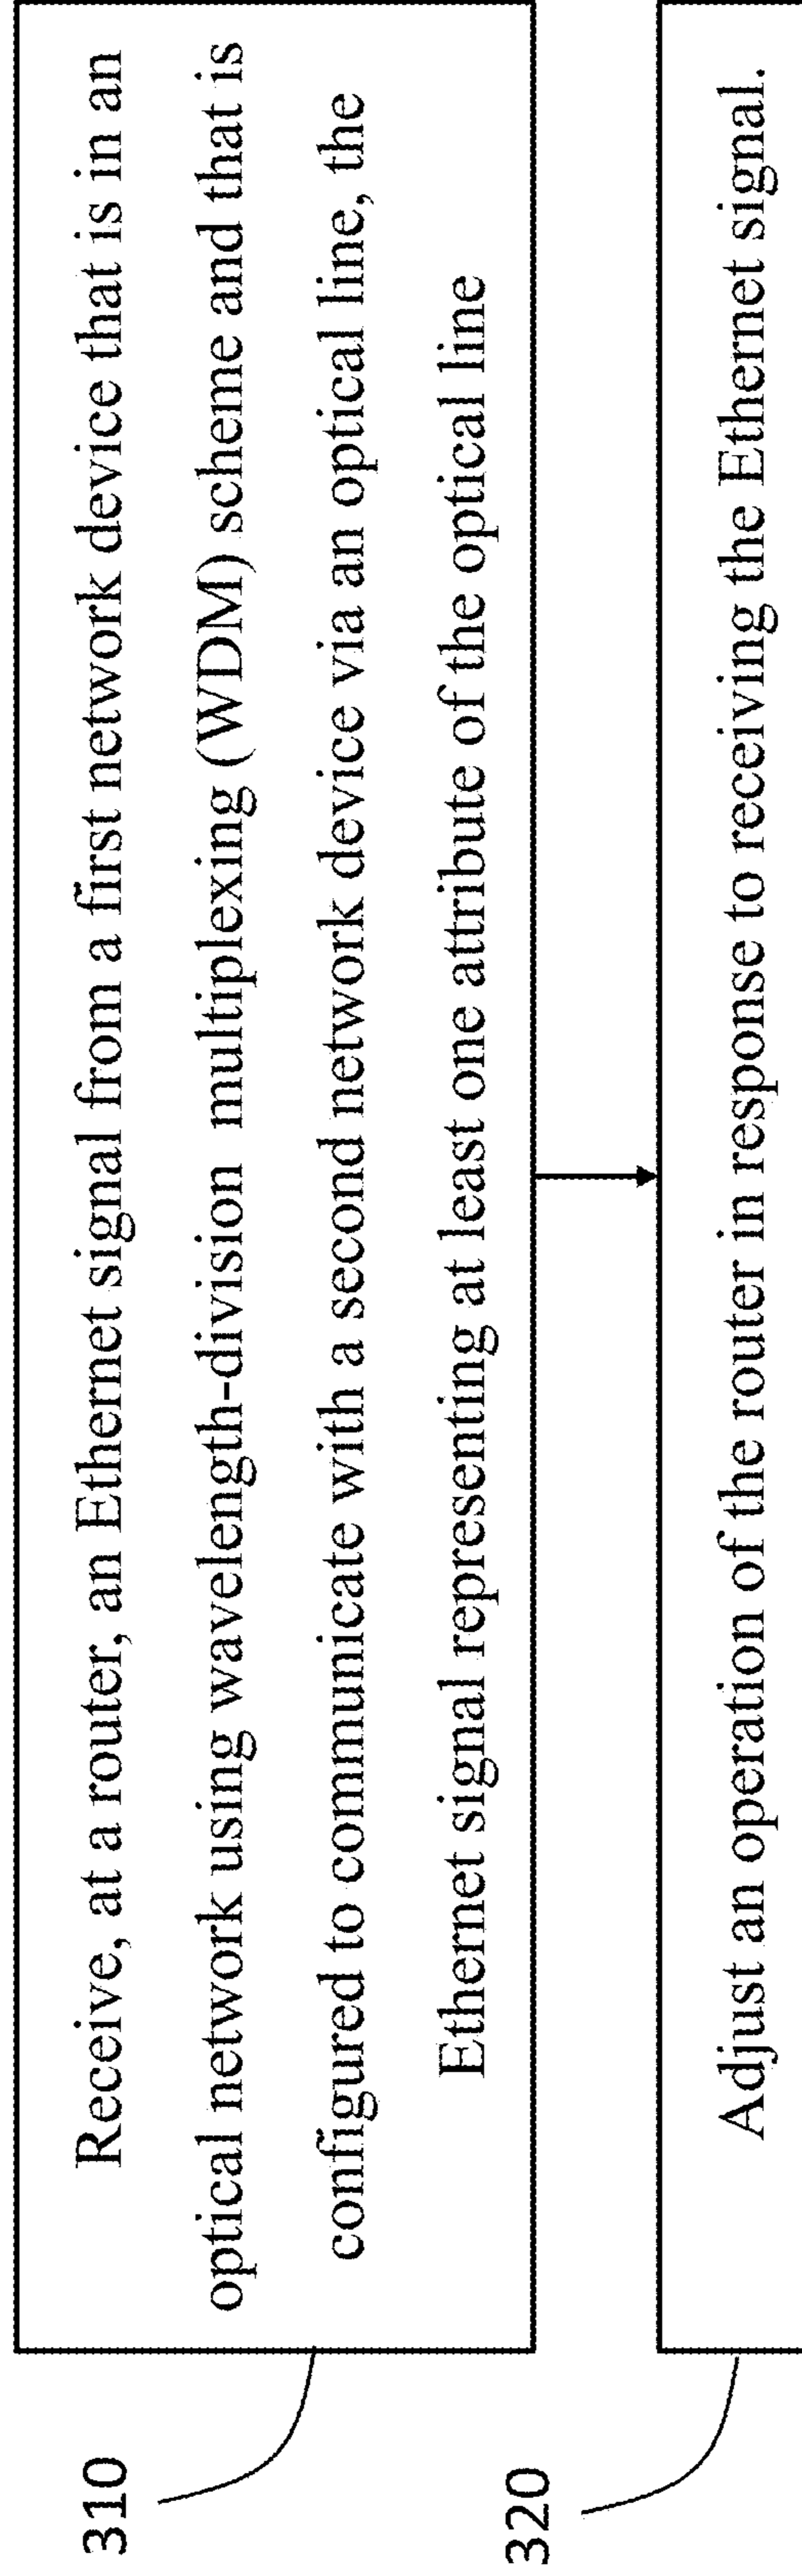 310
Receive, at a router, an Ethernet signal from a first network device that is in an
optical network using wavelength-division multiplexing (WDM) scheme and that is
configured to communicate with a second network device via an optical line, the
Ethernet signal representing at least one attribute of the optical line
320
Adjust an operation of the router in response to receiving the Ethernet signal.